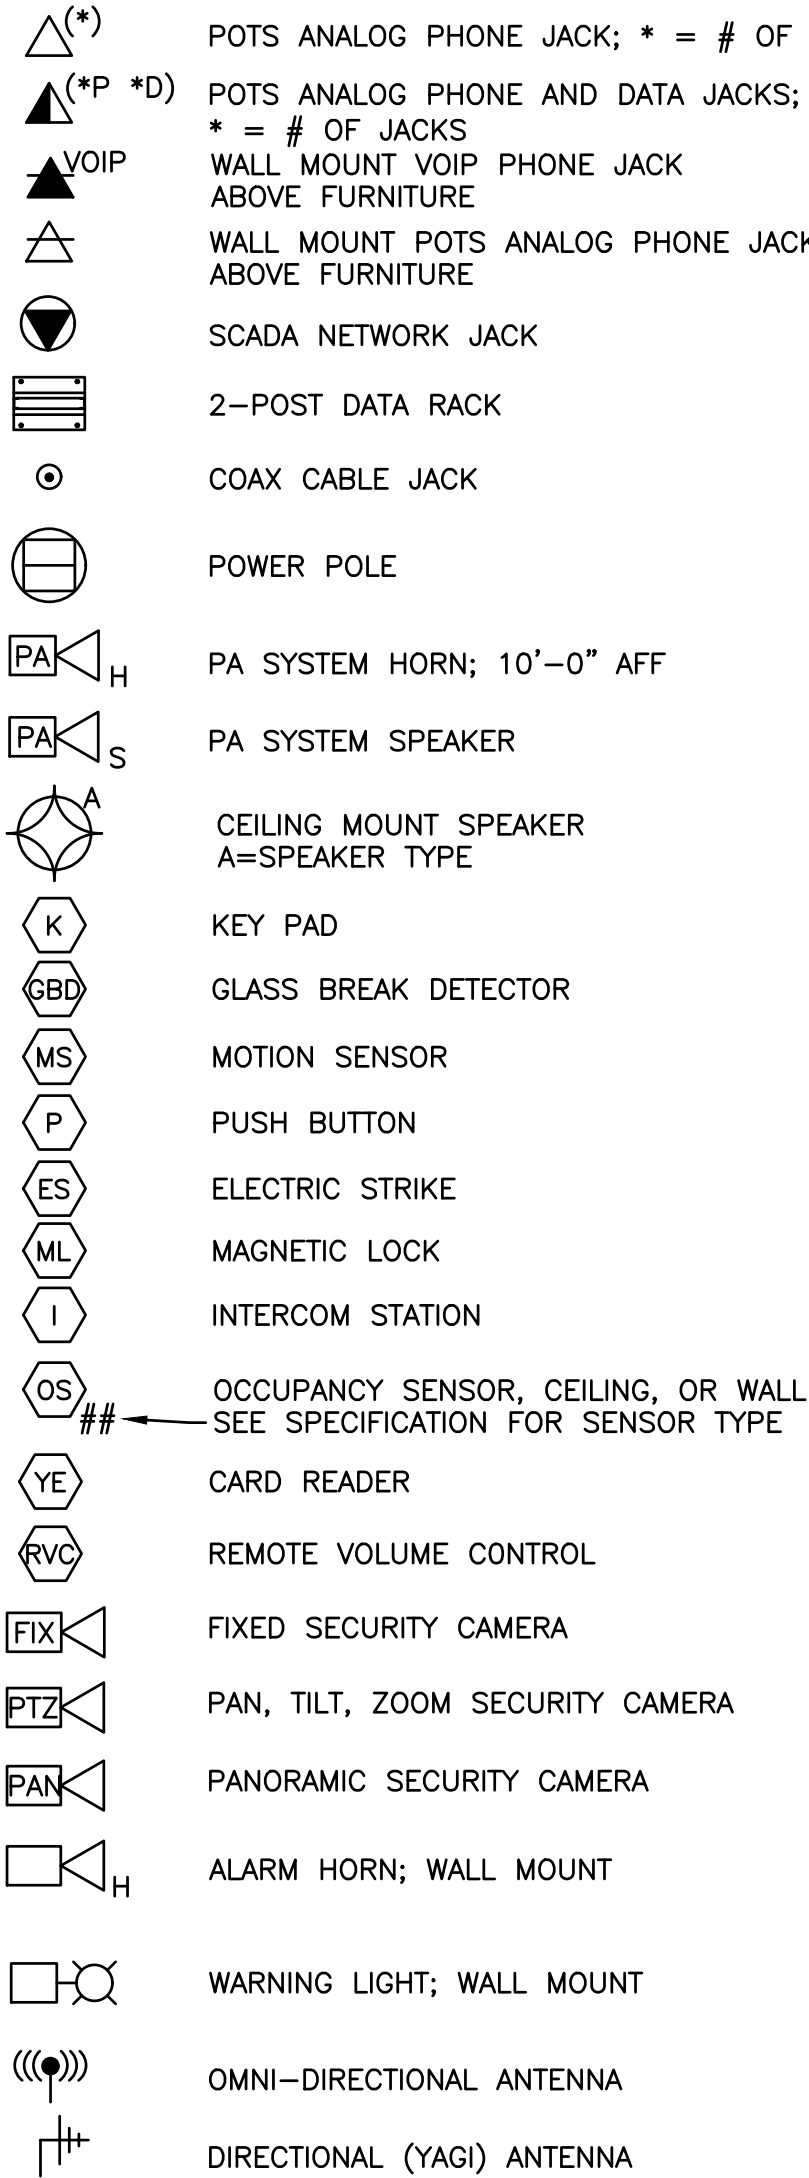 (*) POTS ANALOG PHONE JACK; * = # OF
(*P *D) POTS ANALOG PHONE AND DATA JACKS;
* = # OF JACKS
VOIP WALL MOUNT VOIP PHONE JACK
ABOVE FURNITURE
WALL MOUNT POTS ANALOG PHONE JACK
ABOVE FURNITURE
SCADA NETWORK JACK
2-POST DATA RACK
COAX CABLE JACK
POWER POLE
PA H PA SYSTEM HORN; 10'-0" AFF
PA S PA SYSTEM SPEAKER
A CEILING MOUNT SPEAKER
A=SPEAKER TYPE
K KEY PAD
GBD GLASS BREAK DETECTOR
MS MOTION SENSOR
P PUSH BUTTON
ES ELECTRIC STRIKE
ML MAGNETIC LOCK
I INTERCOM STATION
OS OCCUPANCY SENSOR, CEILING, OR WALL
## SEE SPECIFICATION FOR SENSOR TYPE
YE CARD READER
RVC REMOTE VOLUME CONTROL
FIX FIXED SECURITY CAMERA
PTZ PAN, TILT, ZOOM SECURITY CAMERA
PAN PANORAMIC SECURITY CAMERA
H ALARM HORN; WALL MOUNT
WARNING LIGHT; WALL MOUNT
OMNI-DIRECTIONAL ANTENNA
DIRECTIONAL (YAGI) ANTENNA